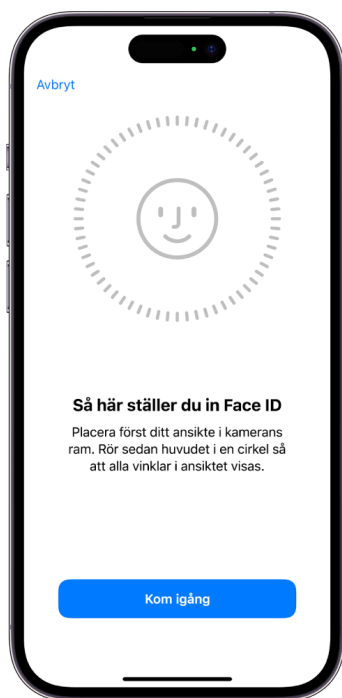 Avbryt
Så här ställer du in Face ID
Placera först ditt ansikte i kamerans
ram. Rör sedan huvudet i en cirkel så
att alla vinklar i ansiktet visas.
Kom igång